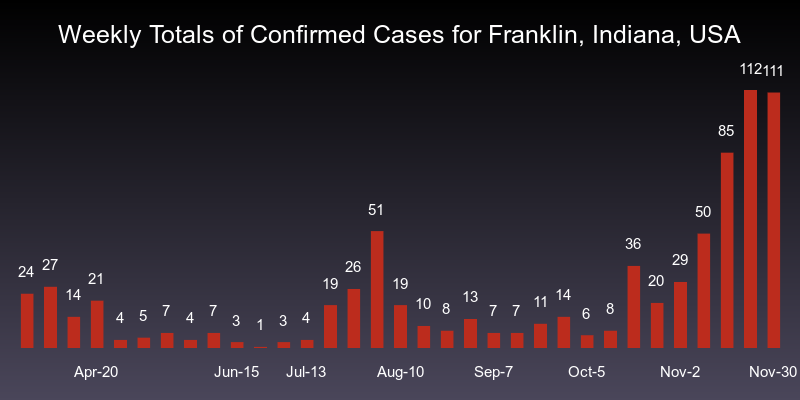 Weekly Totals of Confirmed Cases for Franklin, Indiana, USA
24 27 14 21 4 5 7 4 7 3 1 3 4 19 26 51 19 10 8 13 7 7 11 14 6 8 36 20 29 50 85 112 111
Apr-20 Jun-15 Jul-13 Aug-10 Sep-7 Oct-5 Nov-2 Nov-30